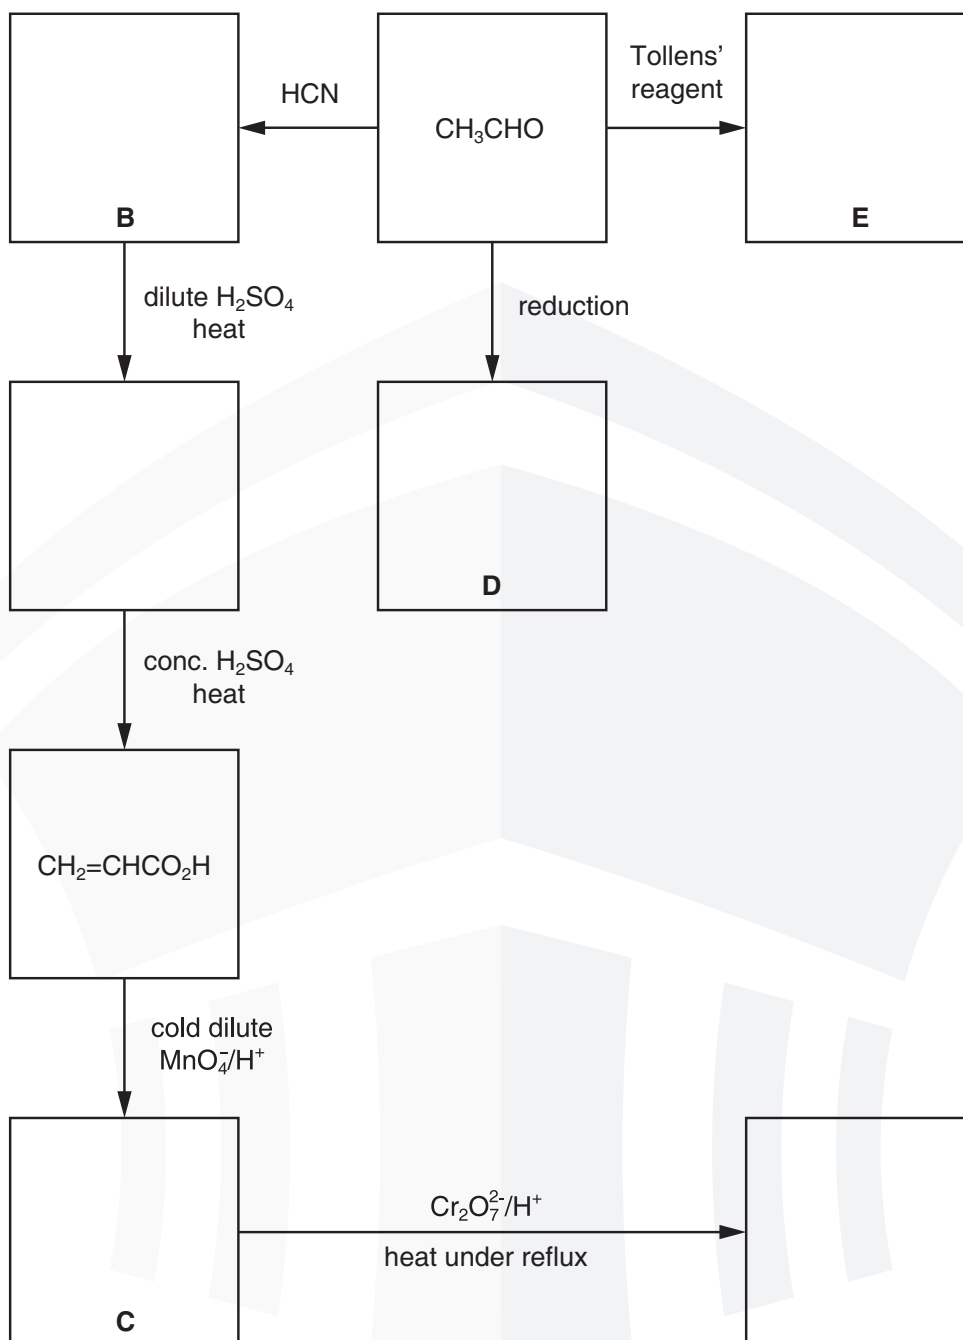 HCN
CH₃CHO
Tollens'
reagent
B
E
dilute H₂SO₄
heat
reduction
D
conc. H₂SO₄
heat
CH₂=CHCO₂H
cold dilute
MnO₄⁻/H⁺
Cr₂O₇²⁻/H⁺
heat under reflux
C